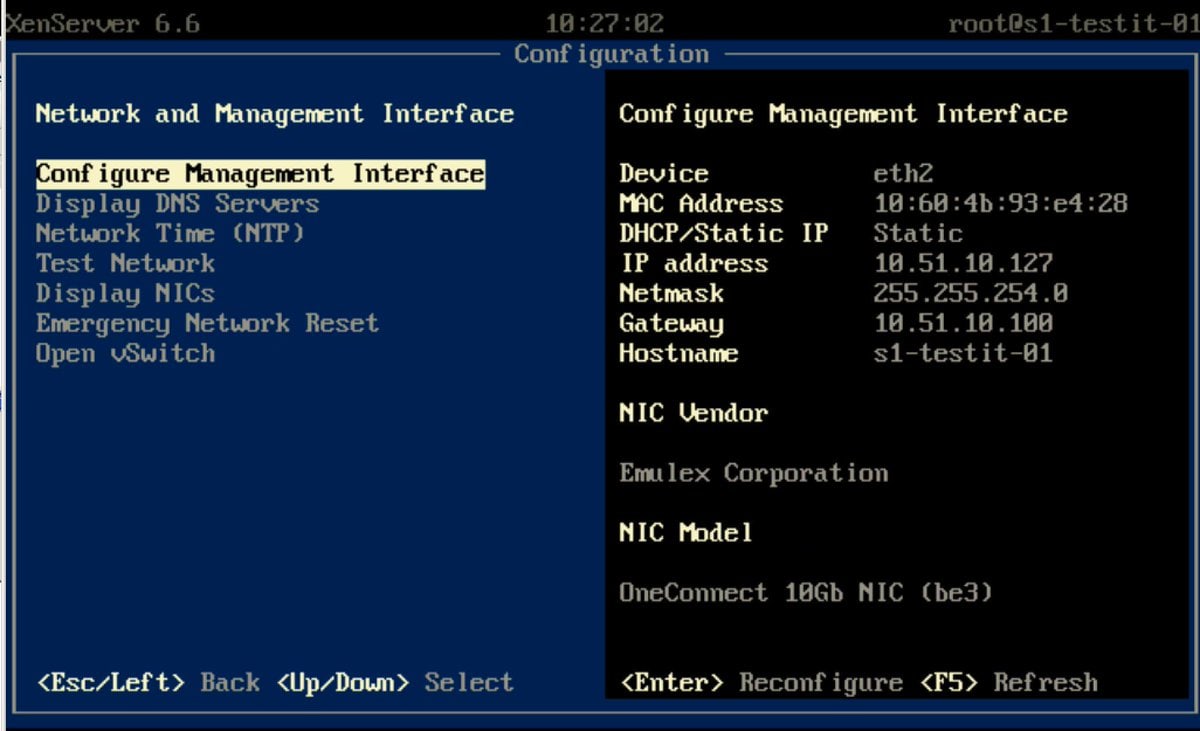 XenServer 6.6 10:27:02 root@s1-testit-01
Configuration
Network and Management Interface
Configure Management Interface
Display DNS Servers
Network Time (NTP)
Test Network
Display NICs
Emergency Network Reset
Open vSwitch
<Esc/Left> Back <Up/Down> Select
Configure Management Interface
Device eth2
MAC Address 10:60:4b:93:e4:28
DHCP/Static IP Static
IP address 10.51.10.127
Netmask 255.255.254.0
Gateway 10.51.10.100
Hostname s1-testit-01
NIC Vendor
Emulex Corporation
NIC Model
OneConnect 10Gb NIC (be3)
<Enter> Reconfigure <F5> Refresh